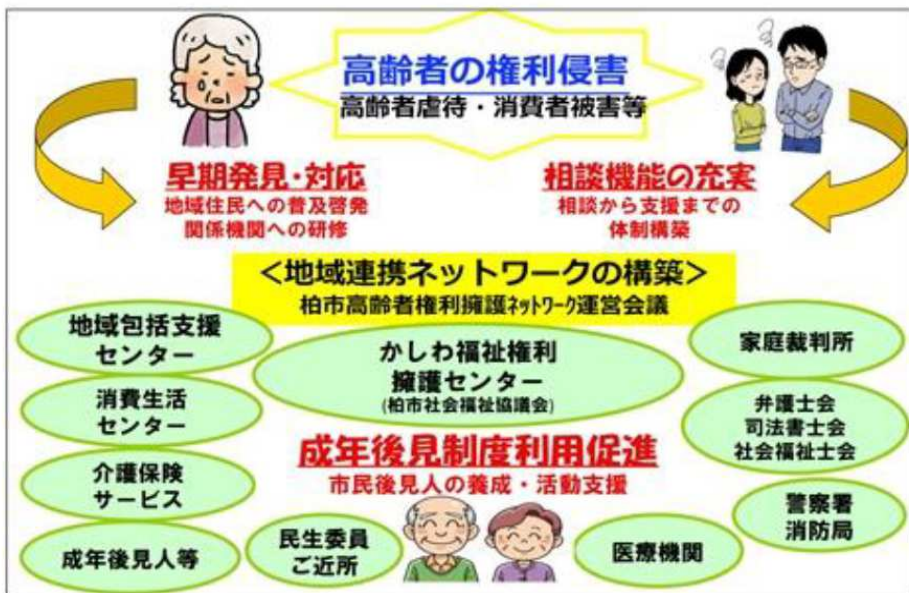 高齢者の権利侵害
高齢者虐待・消費者被害等
早期発見・対応
地域住民への普及啓発
関係機関への研修
相談機能の充実
相談から支援までの
体制構築
＜地域連携ネットワークの構築＞
柏市高齢者権利擁護ネットワーク運営会議
地域包括支援
センター
消費生活
センター
介護保険
サービス
成年後見人等
かしわ福祉権利
擁護センター
(柏市社会福祉協議会)
成年後見制度利用促進
市民後見人の養成・活動支援
民生委員
ご近所
医療機関
家庭裁判所
弁護士会
司法書士会
社会福祉士会
警察署
消防局